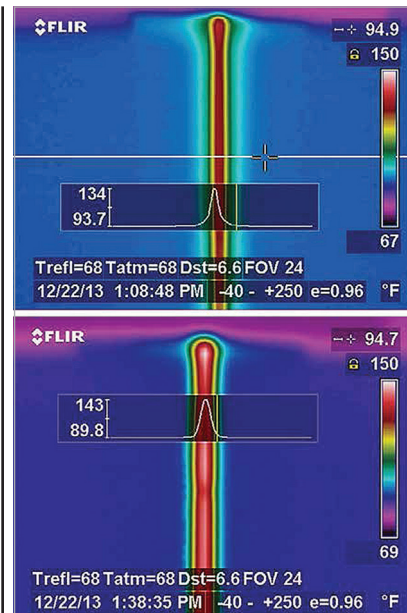 FLIR
94.9
150
134
93.7
67
Trefl=68 Tatm=68 Dst=6.6 FOV 24
12/22/13 1:08:48 PM -40 - +250 e=0.96 °F
FLIR
94.7
150
143
89.8
69
Trefl=68 Tatm=68 Dst=6.6 FOV 24
12/22/13 1:38:35 PM -40 - +250 e=0.96 °F